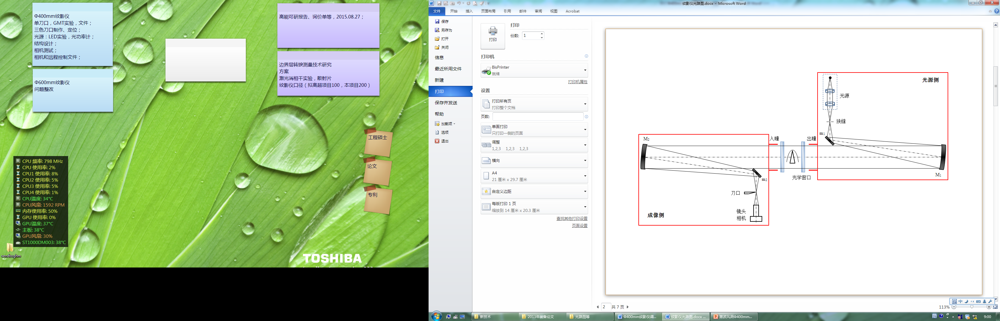 Φ400mm纹影仪
单刀口，GMT实验，文件；
三色刀口制作、定位；
光源：LED实验，光功率计；
结构设计；
相机测试；
相机和远程控制文件；
Φ600mm纹影仪
问题整改
高能可研报告、询价单等，2015.08.27；
边界层转捩测量技术研究
方案
激光消相干实验，散射片
纹影仪口径（拟高超项目100，本项目200）
工程硕士
论文
专利
CPU 频率: 798 MHz
CPU 使用率: 2%
CPU1 使用率: 8%
CPU2 使用率: 5%
CPU3 使用率: 5%
CPU4 使用率: 1%
CPU温度: 34°C
CPU风扇: 1592 RPM
内存使用率: 50%
GPU 使用率: 0%
GPU温度: 37°C
主板: 38°C
GPU风扇: 30%
ST1000DM003: 38°C
sendtoghm
TOSHIBA
纹影仪光路图.docx - Microsoft Word
文件 开始 插入 页面布局 引用 邮件 审阅 视图 Acrobat
保存
另存为
打开
关闭
信息
最近所用文件
新建
打印
保存并发送
帮助
加载项
选项
退出
打印
打印
份数: 1
打印机
BisPrinter
就绪
打印机属性
设置
打印所有页
打印整个文档
页数:
单面打印
只打印一侧的页面
调整
1,2,3 1,2,3 1,2,3
横向
A4
21 厘米 x 29.7 厘米
自定义边距
每版打印 1 页
缩放到 14 厘米 x 20.3 厘米
查找其他打印设置
页面设置
光源侧
光源
狭缝
m1
M1
入瞳
出瞳
光学窗口
M2
m2
刀口
镜头
相机
成像侧
2 共 7 页
113%
中
新技术
2013年装备论文
光路图等
Φ400mm纹影仪调...
纹影仪光路图.docx ...
激波风洞Φ400mm...
9:00